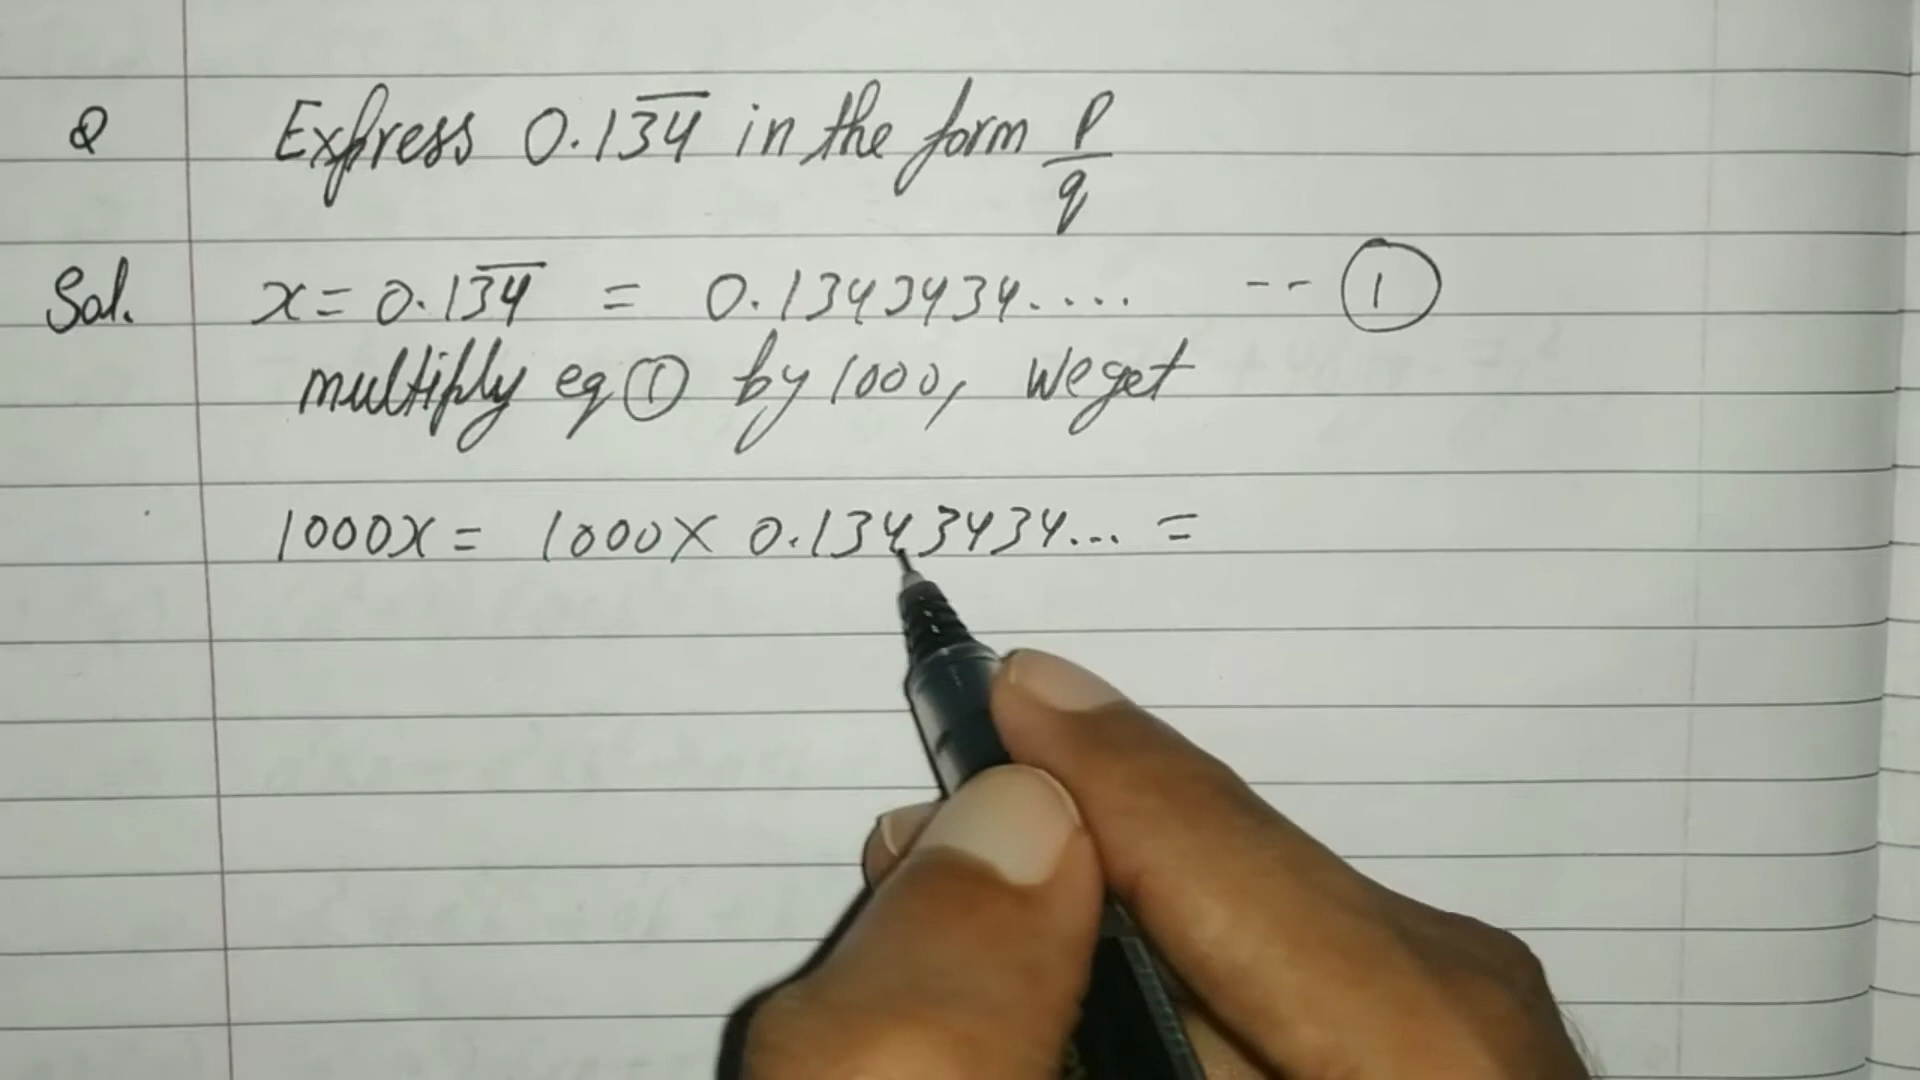 Q Express 0.13̅4̅ in the form p/q
Sol. x = 0.13̅4̅ = 0.1343434.... -- ①
multiply eq ① by 1000, we get
1000x = 1000 X 0.1343434... =